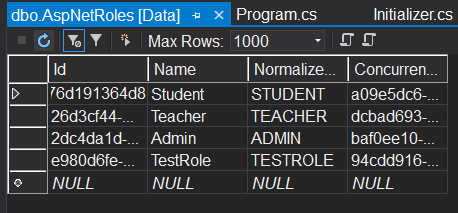 dbo.AspNetRoles [Data] Program.cs Initializer.cs
Max Rows: 1000
Id Name Normalize... Concurren...
76d191364d8 Student STUDENT a09e5dc6-...
26d3cf44-... Teacher TEACHER dcbad693-...
2dc4da1d-... Admin ADMIN baf0ee10-...
e980d6fe-... TestRole TESTROLE 94cdd916-...
NULL NULL NULL NULL